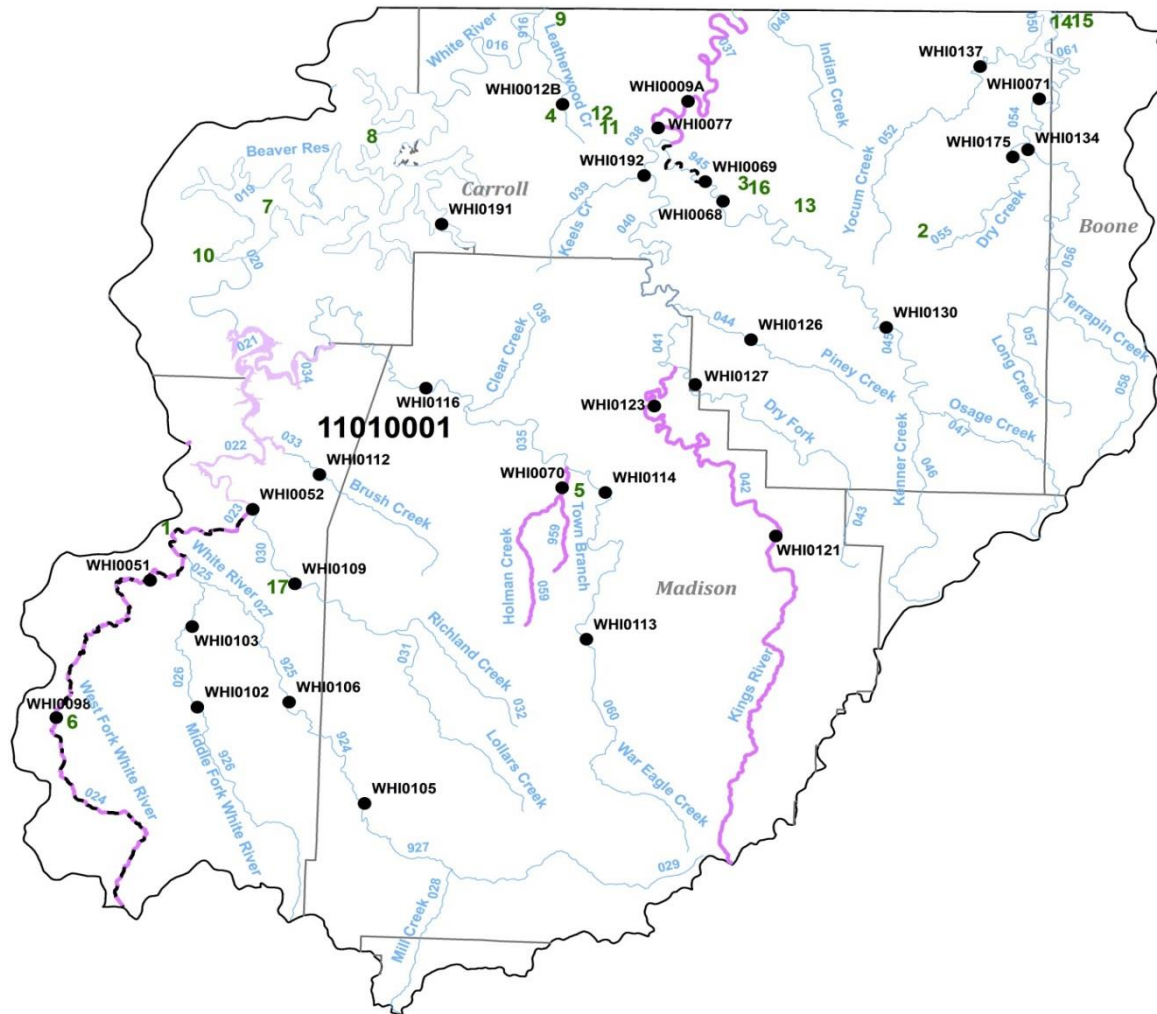 9
049
050
14 15
916
Leatherwood Cr
037
White River
016
Indian Creek
WHI0137
061
WHI0071
WHI0012B
WHI0009A
4
12
11
WHI0077
054
052
8
038
WHI0134
WHI0175
Beaver Res
WHI0192
945
WHI0069
Yocum Creek
019
Carroll
039
3
16
Dry Creek
7
WHI0068
13
WHI0191
Keels Cr
040
2
055
Boone
10
020
056
Terrapin Creek
036
044
WHI0126
WHI0130
045
057
021
041
Clear Creek
Piney Creek
Long Creek
058
034
WHI0116
WHI0127
WHI0123
Dry Fork
Osage Creek
11010001
035
047
022
033
Kenner Creek
046
WHI0112
WHI0070
5
WHI0114
042
WHI0052
Brush Creek
043
023
1
Town Branch
WHI0121
White River
030
959
WHI0051
025
17
WHI0109
Holman Creek
059
Madison
027
WHI0103
WHI0113
026
925
031
Richland Creek
Kings River
WHI0102
WHI0106
032
WHI0098
6
West Fork White River
060
924
Lollars Creek
926
War Eagle Creek
024
Middle Fork White River
WHI0105
927
029
028
Mill Creek